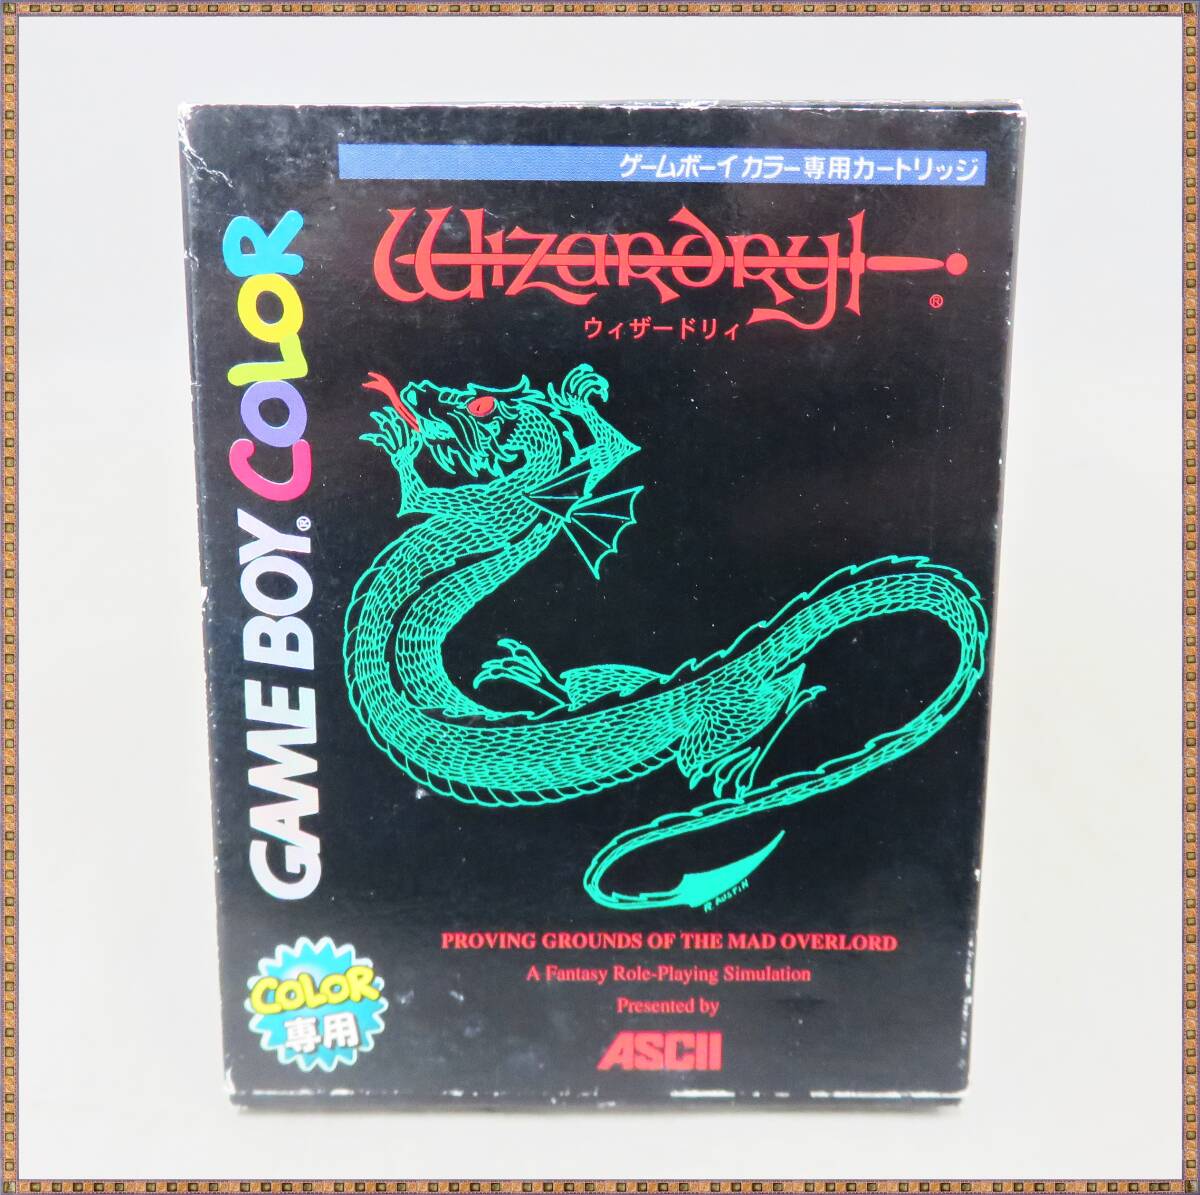 ゲームボーイカラー専用カートリッジ
Wizardry®
ウィザードリィ
GAME BOY® COLOR
R AUSTIN
PROVING GROUNDS OF THE MAD OVERLORD
A Fantasy Role-Playing Simulation
Presented by
ASCII
COLOR
専用